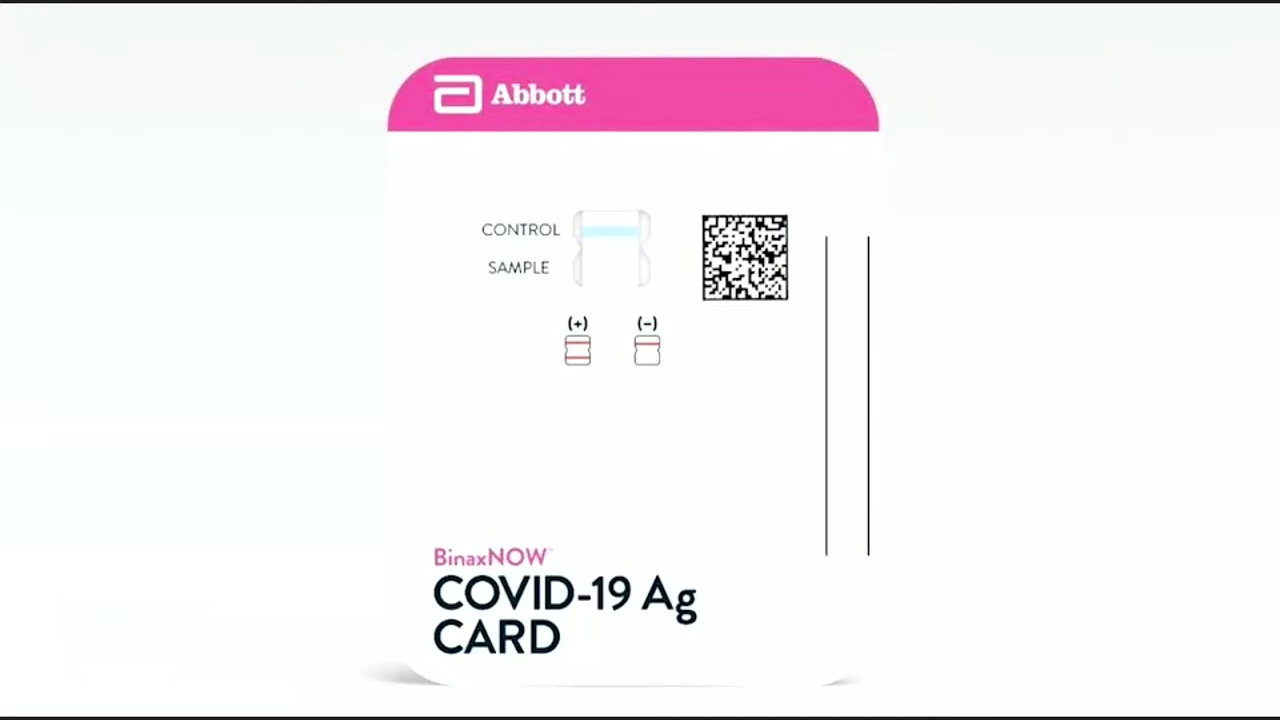 Abbott
CONTROL
SAMPLE
(+) (-)
BinaxNOW™
COVID-19 Ag
CARD